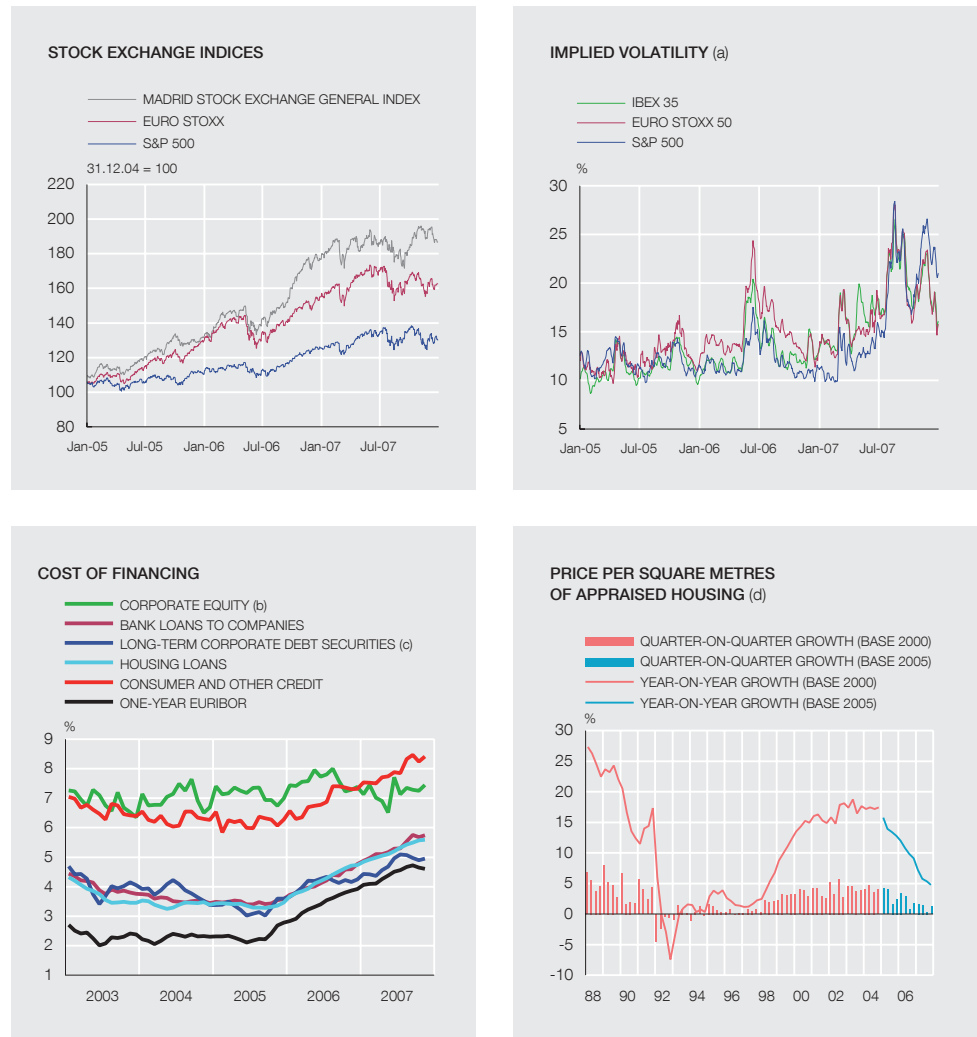 STOCK EXCHANGE INDICES
MADRID STOCK EXCHANGE GENERAL INDEX
EURO STOXX
S&P 500
31.12.04 = 100
220
200
180
160
140
120
100
80
Jan-05 Jul-05 Jan-06 Jul-06 Jan-07 Jul-07
IMPLIED VOLATILITY (a)
IBEX 35
EURO STOXX 50
S&P 500
%
30
25
20
15
10
5
Jan-05 Jul-05 Jan-06 Jul-06 Jan-07 Jul-07
COST OF FINANCING
CORPORATE EQUITY (b)
BANK LOANS TO COMPANIES
LONG-TERM CORPORATE DEBT SECURITIES (c)
HOUSING LOANS
CONSUMER AND OTHER CREDIT
ONE-YEAR EURIBOR
%
9
8
7
6
5
4
3
2
1
2003 2004 2005 2006 2007
PRICE PER SQUARE METRES
OF APPRAISED HOUSING (d)
QUARTER-ON-QUARTER GROWTH (BASE 2000)
QUARTER-ON-QUARTER GROWTH (BASE 2005)
YEAR-ON-YEAR GROWTH (BASE 2000)
YEAR-ON-YEAR GROWTH (BASE 2005)
%
30
25
20
15
10
5
0
-5
-10
88 90 92 94 96 98 00 02 04 06